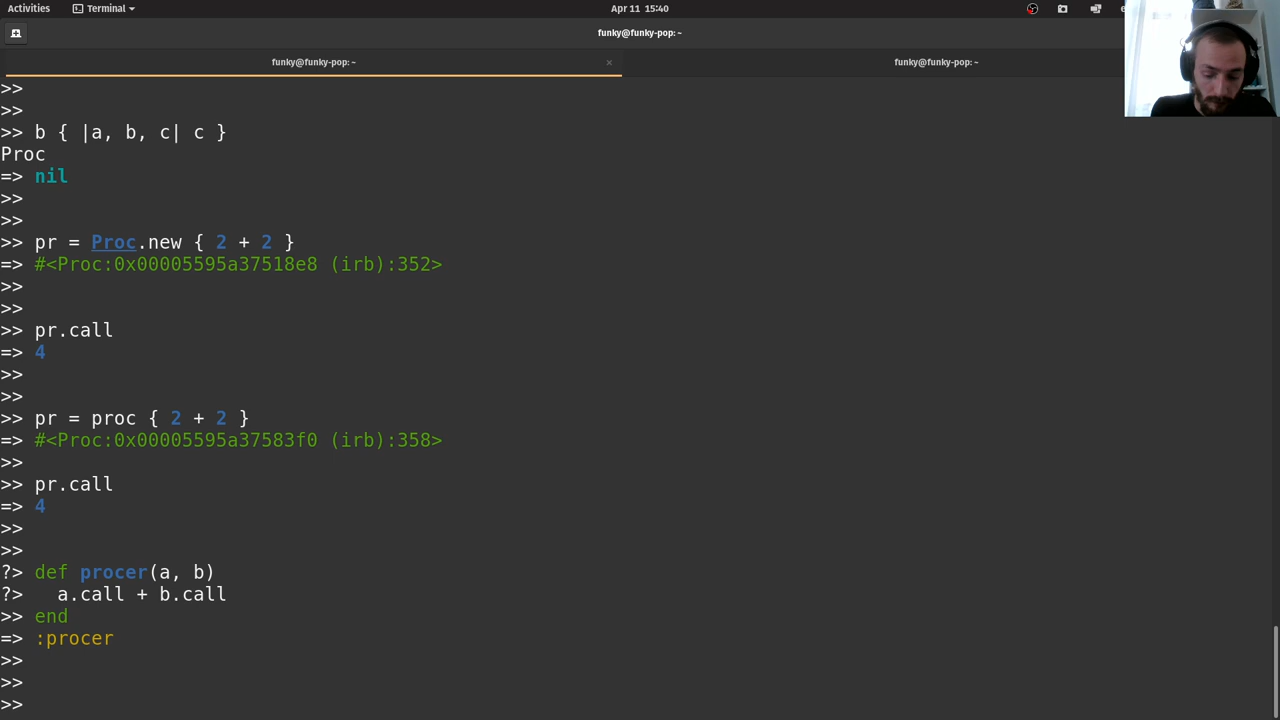 Activities
Terminal
Apr 11 15:40
funky@funky-pop: ~
funky@funky-pop: ~
funky@funky-pop: ~
>>
>>
>> b { |a, b, c| c }
Proc
=> nil
>>
>>
>> pr = Proc.new { 2 + 2 }
=> #<Proc:0x00005595a37518e8 (irb):352>
>>
>>
>> pr.call
=> 4
>>
>>
>> pr = proc { 2 + 2 }
=> #<Proc:0x00005595a37583f0 (irb):358>
>>
>> pr.call
=> 4
>>
>>
?> def procer(a, b)
?>   a.call + b.call
>> end
=> :procer
>>
>>
>>